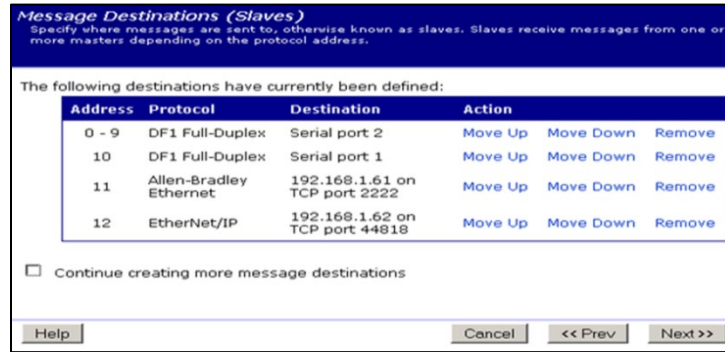 Message Destinations (Slaves)
Specify where messages are sent to, otherwise known as slaves. Slaves receive messages from one or
more masters depending on the protocol address.
The following destinations have currently been defined:
Address Protocol Destination Action
0 - 9 DF1 Full-Duplex Serial port 2 Move Up Move Down Remove
10 DF1 Full-Duplex Serial port 1 Move Up Move Down Remove
11 Allen-Bradley Ethernet 192.168.1.61 on TCP port 2222 Move Up Move Down Remove
12 EtherNet/IP 192.168.1.62 on TCP port 44818 Move Up Move Down Remove
Continue creating more message destinations
Help Cancel << Prev Next >>